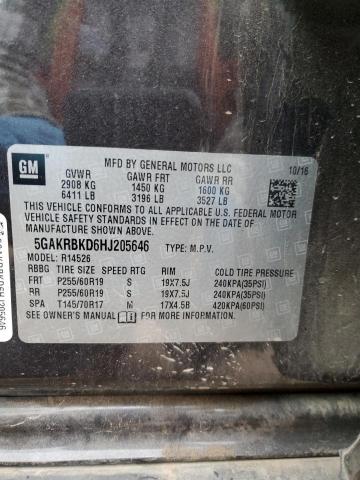 GM
MFD BY GENERAL MOTORS LLC
10/16
GVWR GAWR FRT GAWR RR
2908 KG 1450 KG 1600 KG
6411 LB 3196 LB 3527 LB
THIS VEHICLE CONFORMS TO ALL APPLICABLE U.S. FEDERAL MOTOR
VEHICLE SAFETY STANDARDS IN EFFECT ON THE DATE OF
MANUFACTURE SHOWN ABOVE.
5GAKRBKD6HJ205646 TYPE: M.P.V.
MODEL: R14526
RBBG TIRE SIZE SPEED RTG RIM COLD TIRE PRESSURE
FRT P255/60R19 S 19X7.5J 240KPA(35PSI)
RR P255/60R19 S 19X7.5J 240KPA(35PSI)
SPA T145/70R17 M 17X4.5B 420KPA(60PSI)
SEE OWNER'S MANUAL FOR MORE INFORMATION.